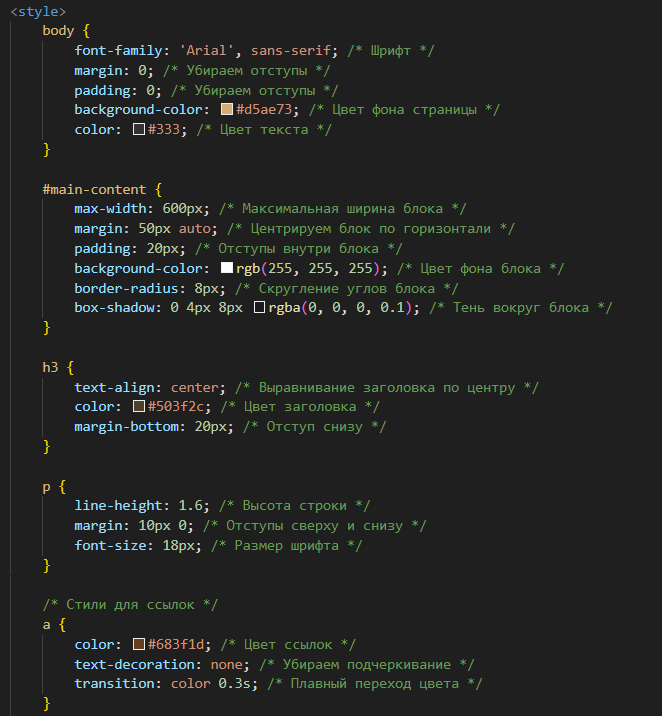 <style>
body {
font-family: 'Arial', sans-serif; /* Шрифт */
margin: 0; /* Убираем отступы */
padding: 0; /* Убираем отступы */
background-color: #d5ae73; /* Цвет фона страницы */
color: #333; /* Цвет текста */
}
#main-content {
max-width: 600px; /* Максимальная ширина блока */
margin: 50px auto; /* Центрируем блок по горизонтали */
padding: 20px; /* Отступы внутри блока */
background-color: rgb(255, 255, 255); /* Цвет фона блока */
border-radius: 8px; /* Скругление углов блока */
box-shadow: 0 4px 8px rgba(0, 0, 0, 0.1); /* Тень вокруг блока */
}
h3 {
text-align: center; /* Выравнивание заголовка по центру */
color: #503f2c; /* Цвет заголовка */
margin-bottom: 20px; /* Отступ снизу */
}
p {
line-height: 1.6; /* Высота строки */
margin: 10px 0; /* Отступы сверху и снизу */
font-size: 18px; /* Размер шрифта */
}
/* Стили для ссылок */
a {
color: #683f1d; /* Цвет ссылок */
text-decoration: none; /* Убираем подчеркивание */
transition: color 0.3s; /* Плавный переход цвета */
}